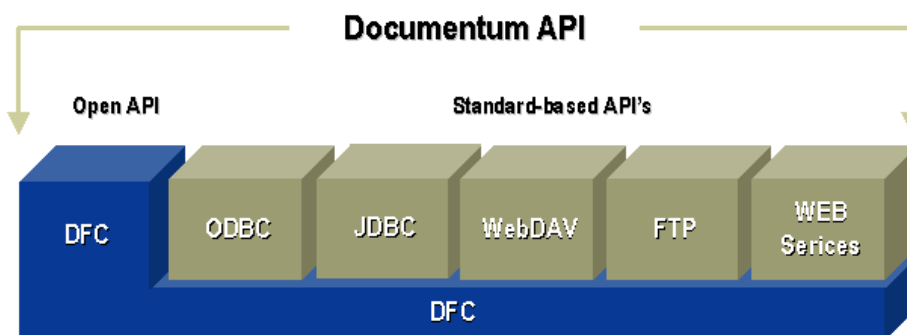 Documentum API
Open API
Standard-based API's
DFC
ODBC
JDBC
WebDAV
FTP
WEB
Serices
DFC